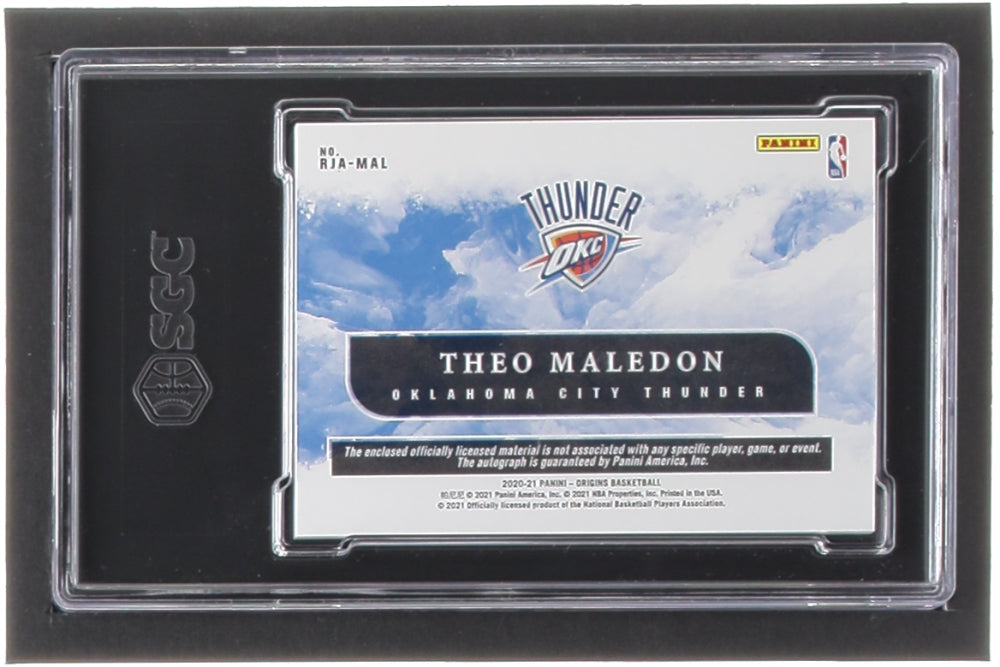 NO.
RJA-MAL
PANINI
NBA
THUNDER
OKC
SGC
THEO MALEDON
OKLAHOMA CITY THUNDER
The enclosed officially licensed material is not associated with any specific player, game, or event.
The autograph is guaranteed by Panini America, Inc.
2020-21 PANINI – ORIGINS BASKETBALL
帕尼尼 © 2021 Panini America, Inc. © 2021 NBA Properties, Inc. Printed in the USA.
© 2021 Officially licensed product of the National Basketball Players Association.